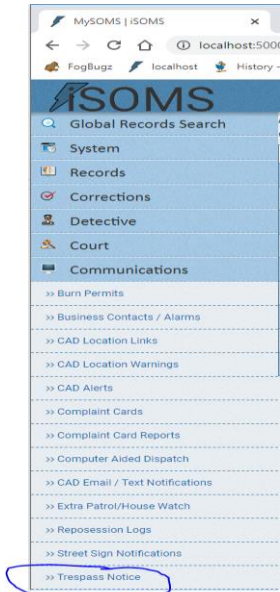 MySOMS | iSOMS ×
localhost:5000
FogBugz localhost History -
iSOMS
Global Records Search
System
Records
Corrections
Detective
Court
Communications
>> Burn Permits
>> Business Contacts / Alarms
>> CAD Location Links
>> CAD Location Warnings
>> CAD Alerts
>> Complaint Cards
>> Complaint Card Reports
>> Computer Aided Dispatch
>> CAD Email / Text Notifications
>> Extra Patrol/House Watch
>> Reposession Logs
>> Street Sign Notifications
>> Trespass Notice